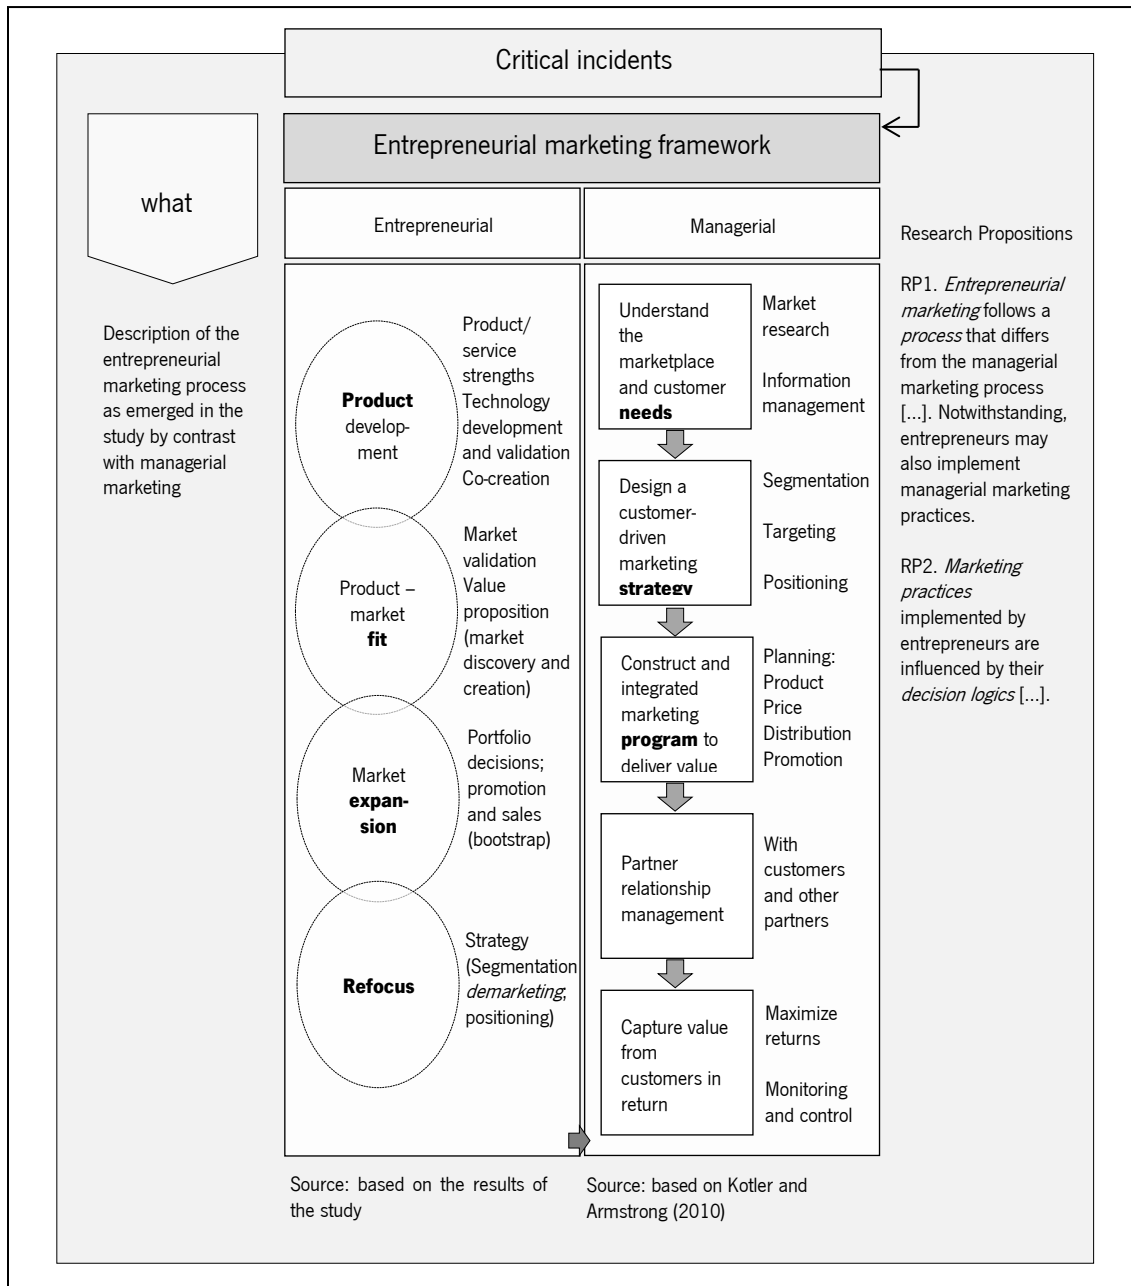 Critical incidents
Entrepreneurial marketing framework
what
Description of the
entrepreneurial
marketing process
as emerged in the
study by contrast
with managerial
marketing
Entrepreneurial
Product
develop-
ment
Product/
service
strengths
Technology
development
and validation
Co-creation
Product –
market
fit
Market
validation
Value
proposition
(market
discovery and
creation)
Market
expan-
sion
Portfolio
decisions;
promotion
and sales
(bootstrap)
Refocus
Strategy
(Segmentation
demarketing;
positioning)
Source: based on the results of
the study
Managerial
Understand
the
marketplace
and customer
needs
Market
research
Information
management
Design a
customer-
driven
marketing
strategy
Segmentation
Targeting
Positioning
Construct and
integrated
marketing
program to
deliver value
Planning:
Product
Price
Distribution
Promotion
Partner
relationship
management
With
customers
and other
partners
Capture value
from
customers in
return
Maximize
returns
Monitoring
and control
Source: based on Kotler and
Armstrong (2010)
Research Propositions
RP1. Entrepreneurial
marketing follows a
process that differs
from the managerial
marketing process
[...]. Notwithstanding,
entrepreneurs may
also implement
managerial marketing
practices.
RP2. Marketing
practices
implemented by
entrepreneurs are
influenced by their
decision logics [...].